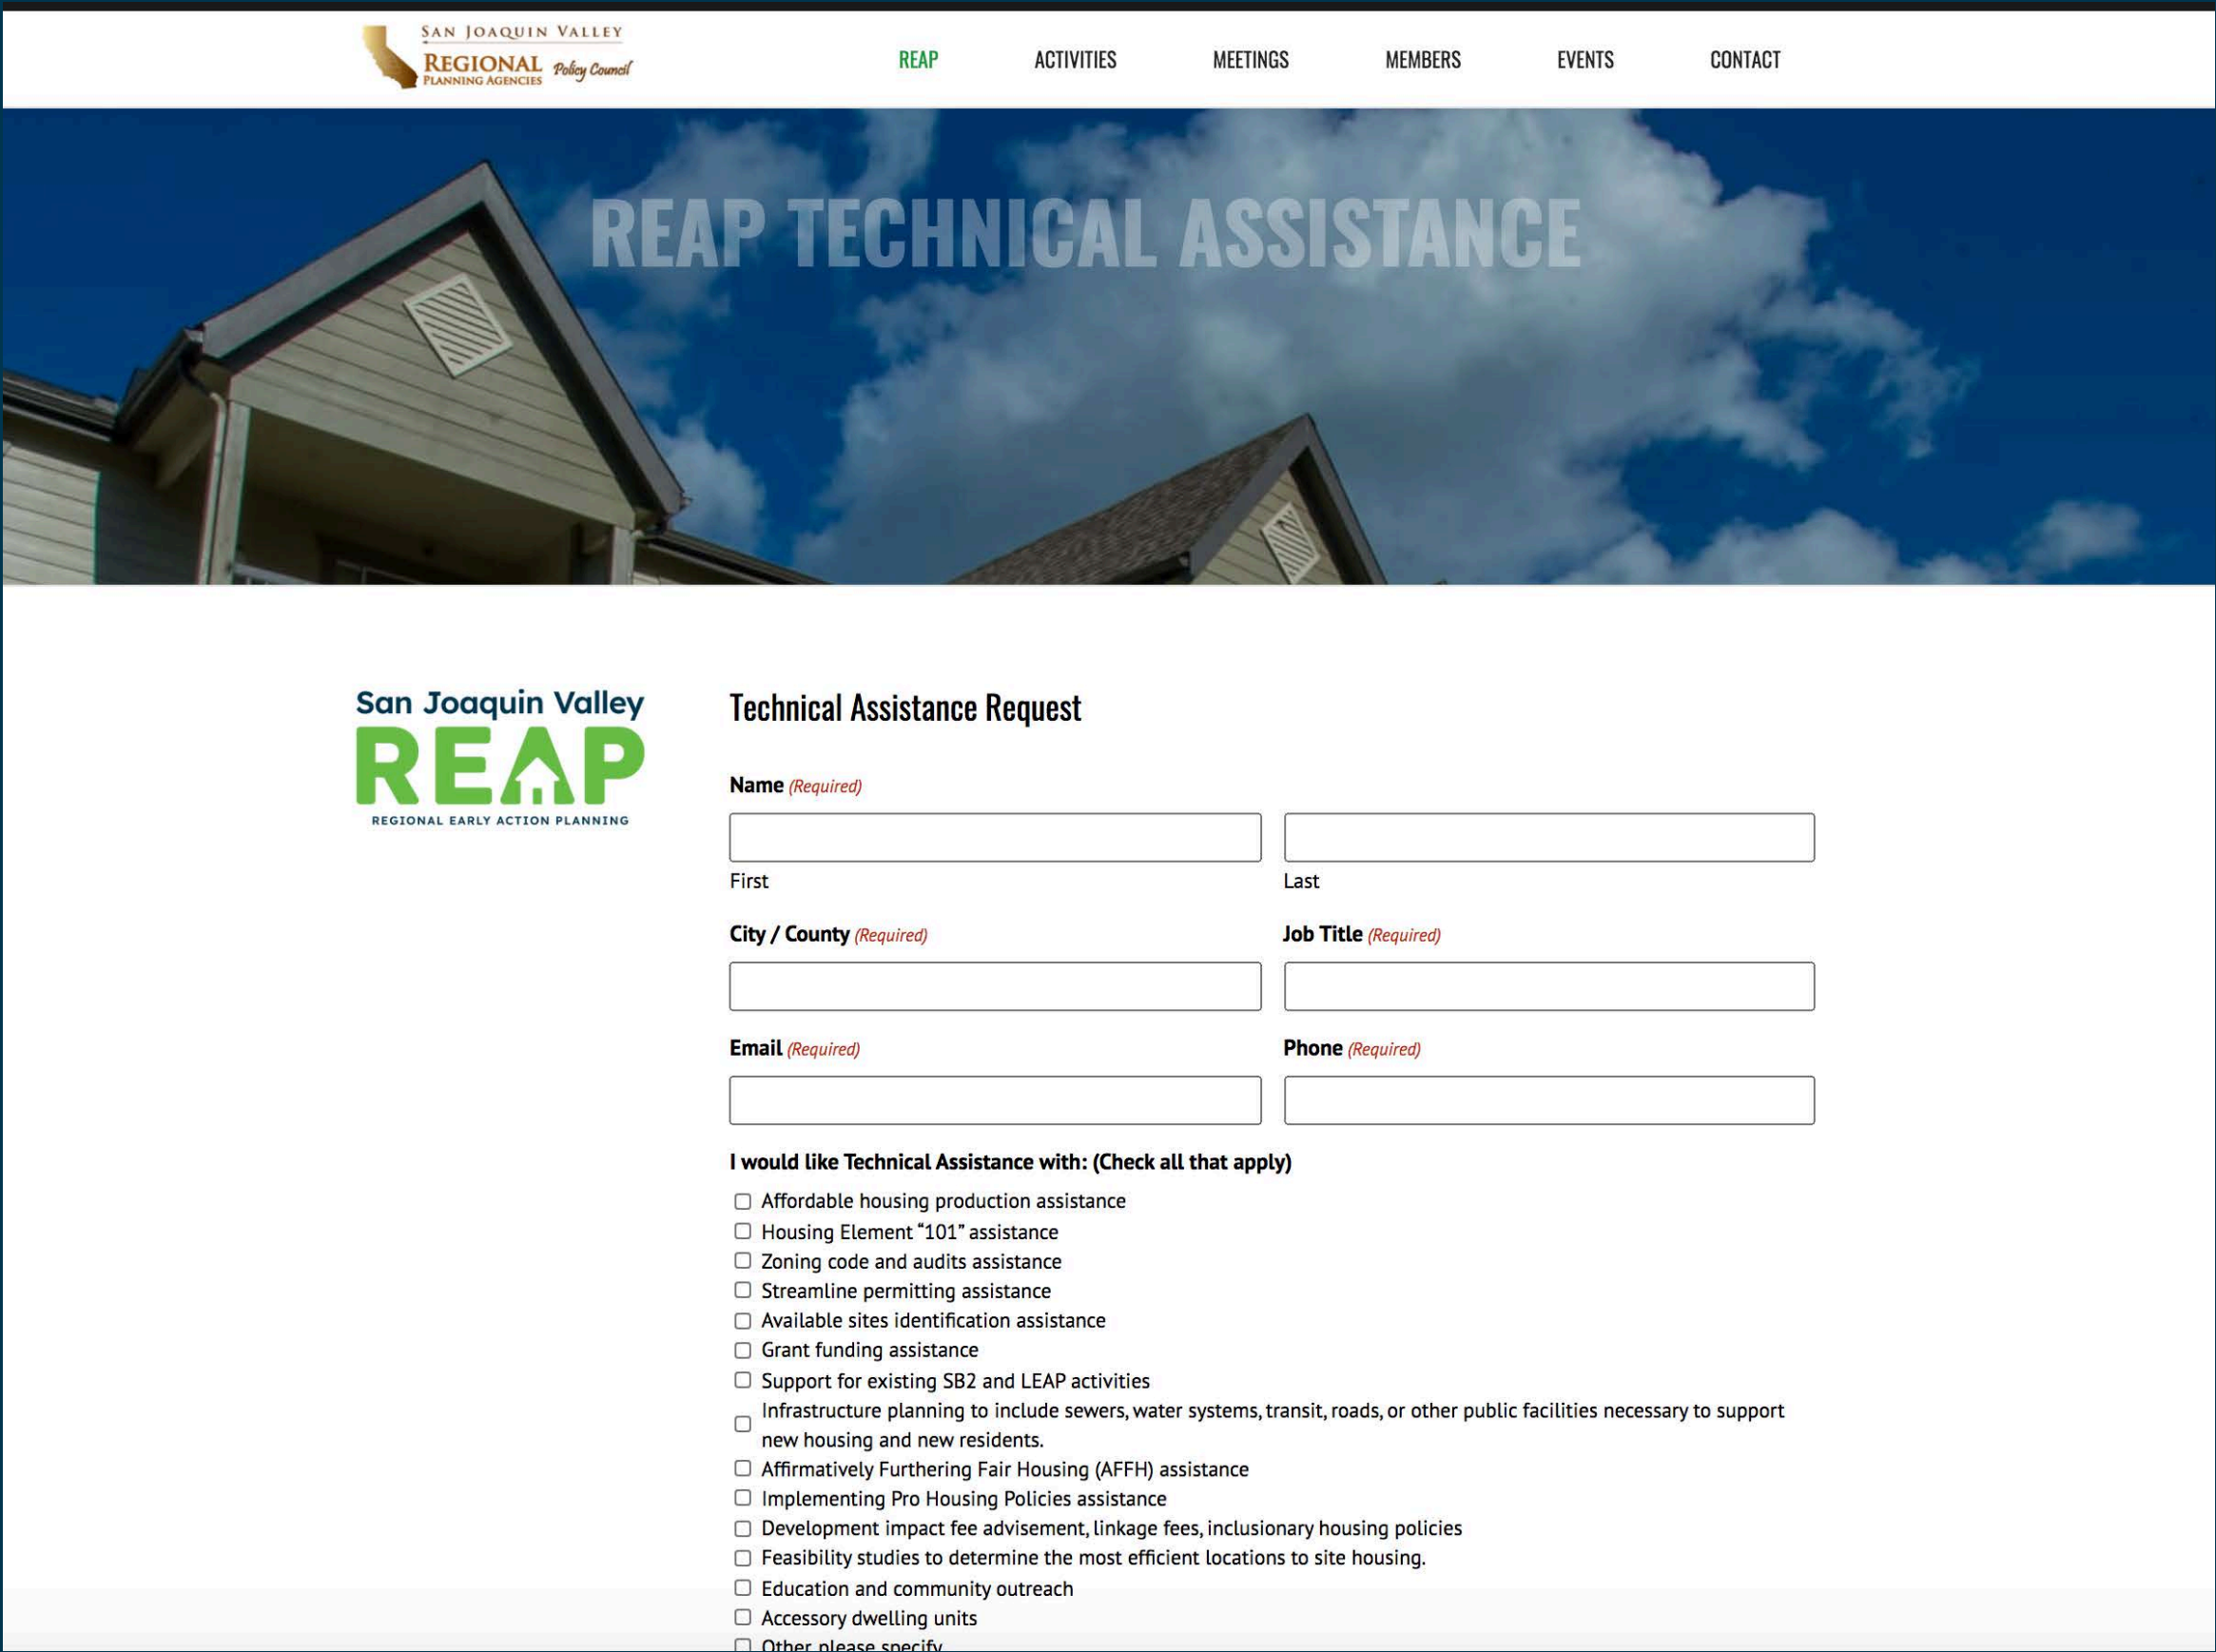 SAN JOAQUIN VALLEY
REGIONAL
PLANNING AGENCIES Policy Council
REAP ACTIVITIES MEETINGS MEMBERS EVENTS CONTACT
REAP TECHNICAL ASSISTANCE
San Joaquin Valley
REAP
REGIONAL EARLY ACTION PLANNING
Technical Assistance Request
Name (Required)
First Last
City / County (Required) Job Title (Required)
Email (Required) Phone (Required)
I would like Technical Assistance with: (Check all that apply)
Affordable housing production assistance
Housing Element “101” assistance
Zoning code and audits assistance
Streamline permitting assistance
Available sites identification assistance
Grant funding assistance
Support for existing SB2 and LEAP activities
Infrastructure planning to include sewers, water systems, transit, roads, or other public facilities necessary to support
new housing and new residents.
Affirmatively Furthering Fair Housing (AFFH) assistance
Implementing Pro Housing Policies assistance
Development impact fee advisement, linkage fees, inclusionary housing policies
Feasibility studies to determine the most efficient locations to site housing.
Education and community outreach
Accessory dwelling units
Other please specify